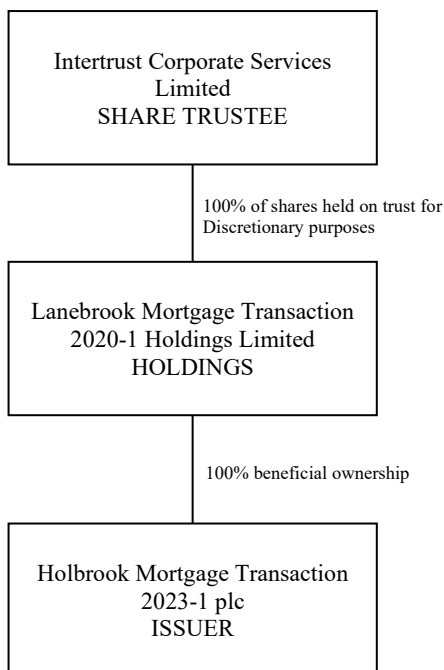 Intertrust Corporate Services
Limited
SHARE TRUSTEE
100% of shares held on trust for
Discretionary purposes
Lanebrook Mortgage Transaction
2020-1 Holdings Limited
HOLDINGS
100% beneficial ownership
Holbrook Mortgage Transaction
2023-1 plc
ISSUER